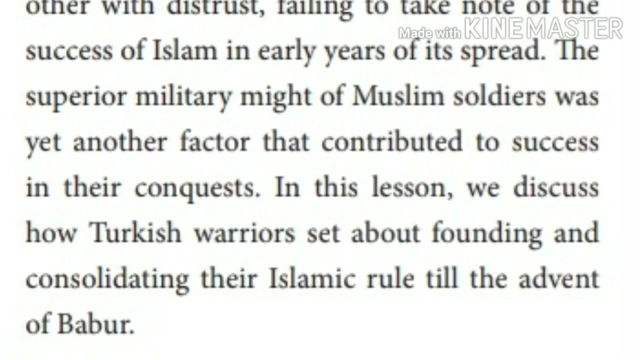 other with distrust, failing to take note of the
Made with KINEMASTER
success of Islam in early years of its spread. The
superior military might of Muslim soldiers was
yet another factor that contributed to success
in their conquests. In this lesson, we discuss
how Turkish warriors set about founding and
consolidating their Islamic rule till the advent
of Babur.